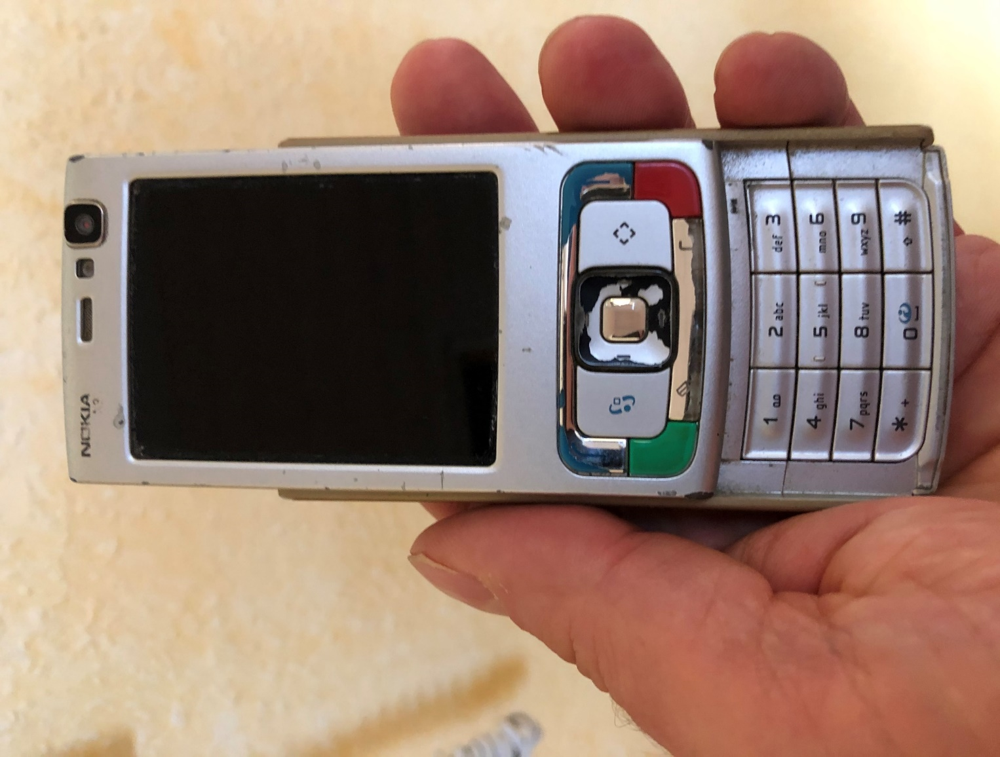 NOKIA
1
2 abc
3 def
4 ghi
5 jkl
6 mno
7 pqrs
8 tuv
9 wxyz
* +
0
#